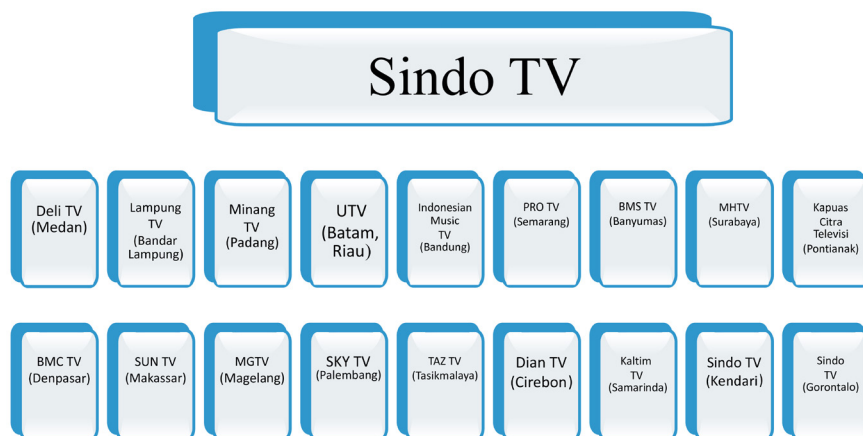 Sindo TV
Deli TV
(Medan)
Lampung
TV
(Bandar
Lampung)
Minang
TV
(Padang)
UTV
(Batam,
Riau)
Indonesian
Music
TV
(Bandung)
PRO TV
(Semarang)
BMS TV
(Banyumas)
MHTV
(Surabaya)
Kapuas
Citra
Televisi
(Pontianak)
BMC TV
(Denpasar)
SUN TV
(Makassar)
MGTV
(Magelang)
SKY TV
(Palembang)
TAZ TV
(Tasikmalaya)
Dian TV
(Cirebon)
Kaltim
TV
(Samarinda)
Sindo TV
(Kendari)
Sindo
TV
(Gorontalo)